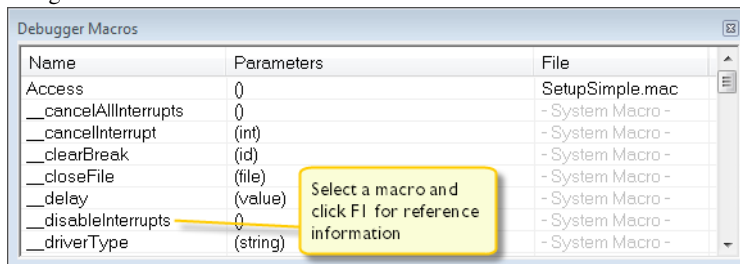 Debugger Macros
Name Parameters File
Access () SetupSimple.mac
__cancelAllInterrupts () - System Macro -
__cancelInterrupt (int) - System Macro -
__clearBreak (id) - System Macro -
__closeFile (file) - System Macro -
__delay (value) - System Macro -
__disableInterrupts () - System Macro -
__driverType (string) - System Macro -
Select a macro and
click F1 for reference
information